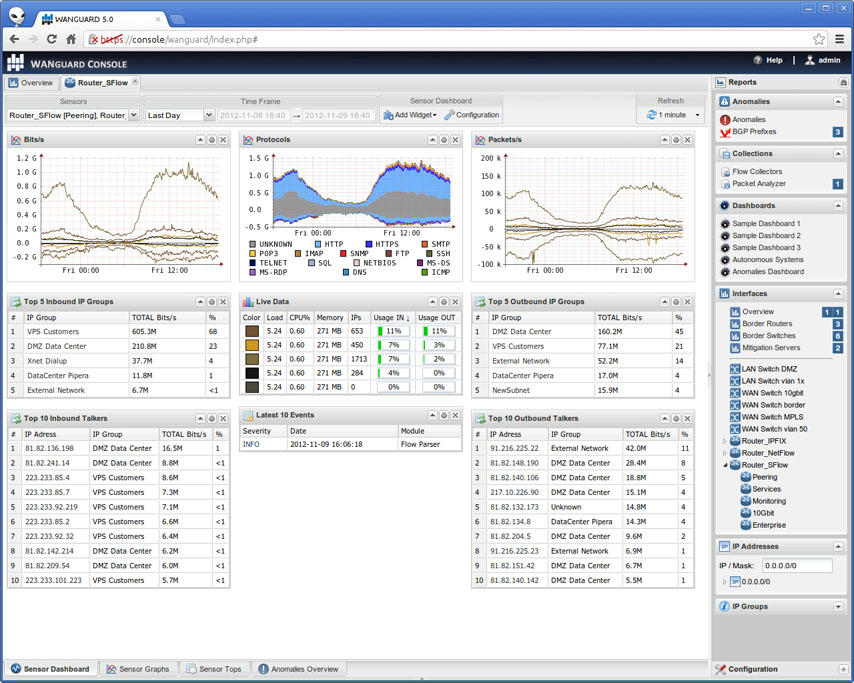 WANGUARD 5.0
https://console/wanguard/index.php#
WANGUARD CONSOLE
Help | admin
Overview Router_SFlow
Sensors
Router_SFlow [Peering], Router_
Time Frame
Last Day 2012-11-08 18:40 → 2012-11-09 18:40
Sensor Dashboard
Add Widget Configuration
Refresh
1 minute
Bits/s
1.2 G
1.0 G
0.8 G
0.6 G
0.4 G
0.2 G
0.0
-0.2 G
Fri 00:00 Fri 12:00
Protocols
1.5 G
1.0 G
0.5 G
0.0
-0.5 G
Fri 00:00 Fri 12:00
UNKNOWN HTTP HTTPS SMTP
POP3 IMAP SNMP FTP SSH
TELNET SQL NETBIOS MS-DS
MS-RDP DNS ICMP
Packets/s
200 k
150 k
100 k
50 k
0
-50 k
-100 k
Fri 00:00 Fri 12:00
Top 5 Inbound IP Groups
# IP Group TOTAL Bits/s %
1 VPS Customers 605.3M 68
2 DMZ Data Center 210.8M 23
3 Xnet Dialup 37.7M 4
4 DataCenter Pipera 11.8M 1
5 External Network 6.7M <1
Live Data
Color Load CPU% Memory IPs Usage IN ↓ Usage OUT
5.24 0.60 271 MB 653 11% 11%
5.24 0.60 271 MB 450 7% 3%
5.24 0.60 271 MB 1713 7% 2%
5.24 0.60 271 MB 284 4% 0%
5.24 0.60 271 MB 0 0% 0%
Top 5 Outbound IP Groups
# IP Group TOTAL Bits/s %
1 DMZ Data Center 160.2M 45
2 VPS Customers 77.1M 21
3 External Network 52.2M 14
4 DataCenter Pipera 17.0M 4
5 NewSubnet 15.9M 4
Top 10 Inbound Talkers
# IP Adress IP Group TOTAL Bits/s %
1 81.82.136.198 DMZ Data Center 16.5M 1
2 81.82.241.14 DMZ Data Center 8.8M <1
3 223.233.85.4 VPS Customers 8.6M <1
4 223.233.85.7 VPS Customers 7.3M <1
5 223.233.92.219 VPS Customers 7.1M <1
6 223.233.85.2 VPS Customers 6.6M <1
7 223.233.92.32 VPS Customers 6.4M <1
8 81.82.142.214 DMZ Data Center 6.2M <1
9 81.82.209.54 DMZ Data Center 6.0M <1
10 223.233.101.223 VPS Customers 5.7M <1
Latest 10 Events
Severity Date Module
INFO 2012-11-09 16:06:18 Flow Parser
Top 10 Outbound Talkers
# IP Adress IP Group TOTAL Bits/s %
1 91.216.225.22 External Network 42.0M 11
2 81.82.148.190 DMZ Data Center 28.4M 8
3 81.82.140.106 DMZ Data Center 18.8M 5
4 217.10.226.90 DMZ Data Center 15.1M 4
5 81.82.132.173 Unknown 14.8M 4
6 81.82.134.8 DataCenter Pipera 14.3M 4
7 81.82.204.5 DMZ Data Center 9.6M 2
8 91.216.225.23 External Network 6.9M 1
9 81.82.151.42 DMZ Data Center 6.7M 1
10 81.82.140.142 DMZ Data Center 5.5M 1
Reports
Anomalies
Anomalies
BGP Prefixes 3
Collections
Flow Collectors
Packet Analyzer 1
Dashboards
Sample Dashboard 1
Sample Dashboard 2
Sample Dashboard 3
Autonomous Systems
Anomalies Dashboard
Interfaces
Overview 1 1
Border Routers 3
Border Switches 6
Mitigation Servers 2
LAN Switch DMZ
LAN Switch vlan 1x
WAN Switch 10gbit
WAN Switch border
WAN Switch MPLS
WAN Switch vlan 50
Router_IPFIX
Router_NetFlow
Router_SFlow
Peering
Services
Monitoring
10Gbit
Enterprise
IP Addresses
IP / Mask: 0.0.0.0/0
IP 0.0.0.0/0
IP Groups
Configuration
Sensor Dashboard Sensor Graphs Sensor Tops Anomalies Overview